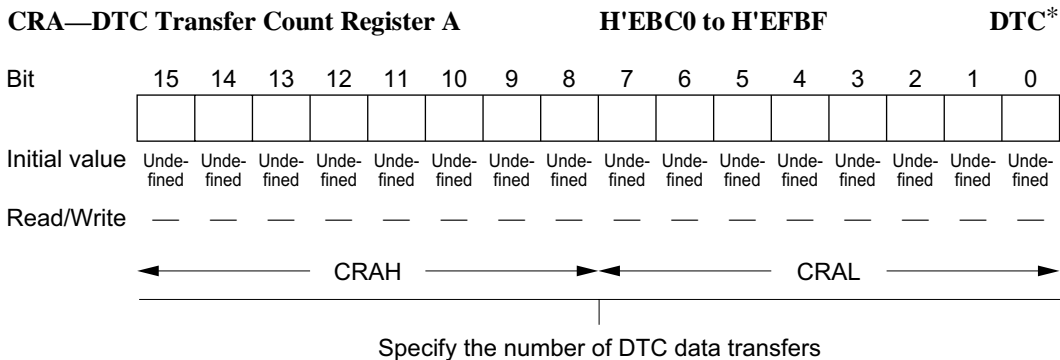 CRA—DTC Transfer Count Register A H'EBC0 to H'EFBF DTC*
Bit 15 14 13 12 11 10 9 8 7 6 5 4 3 2 1 0
Initial value Unde- Unde- Unde- Unde- Unde- Unde- Unde- Unde- Unde- Unde- Unde- Unde- Unde- Unde- Unde- Unde-
fined fined fined fined fined fined fined fined fined fined fined fined fined fined fined fined
Read/Write — — — — — — — — — — — — — — — —
CRAH CRAL
Specify the number of DTC data transfers